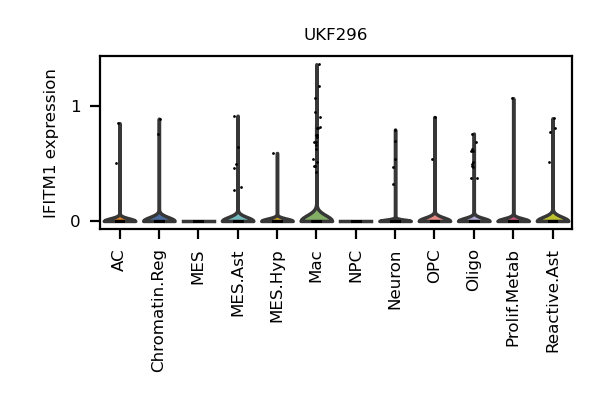 UKF296
IFITM1 expression
1
0
AC
Chromatin.Reg
MES
MES.Ast
MES.Hyp
Mac
NPC
Neuron
OPC
Oligo
Prolif.Metab
Reactive.Ast